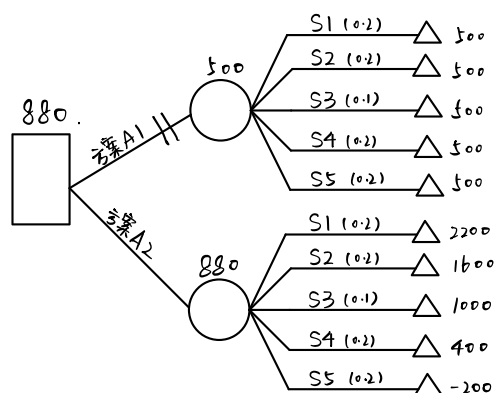 880.
方案A1
方案A2
500
S1 (0.2) 500
S2 (0.2) 500
S3 (0.1) 500
S4 (0.2) 500
S5 (0.2) 500
880
S1 (0.2) 2200
S2 (0.2) 1600
S3 (0.1) 1000
S4 (0.2) 400
S5 (0.2) -200